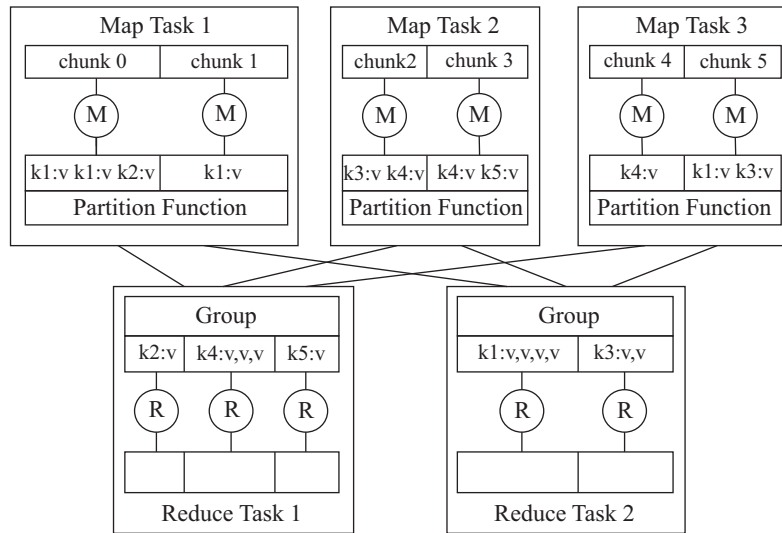 Map Task 1 Map Task 2 Map Task 3
chunk 0 chunk 1 chunk2 chunk 3 chunk 4 chunk 5
M M M M M M
k1:v k1:v k2:v k1:v k3:v k4:v k4:v k5:v k4:v k1:v k3:v
Partition Function Partition Function Partition Function
Group Group
k2:v k4:v,v,v k5:v k1:v,v,v,v k3:v,v
R R R R R
Reduce Task 1 Reduce Task 2